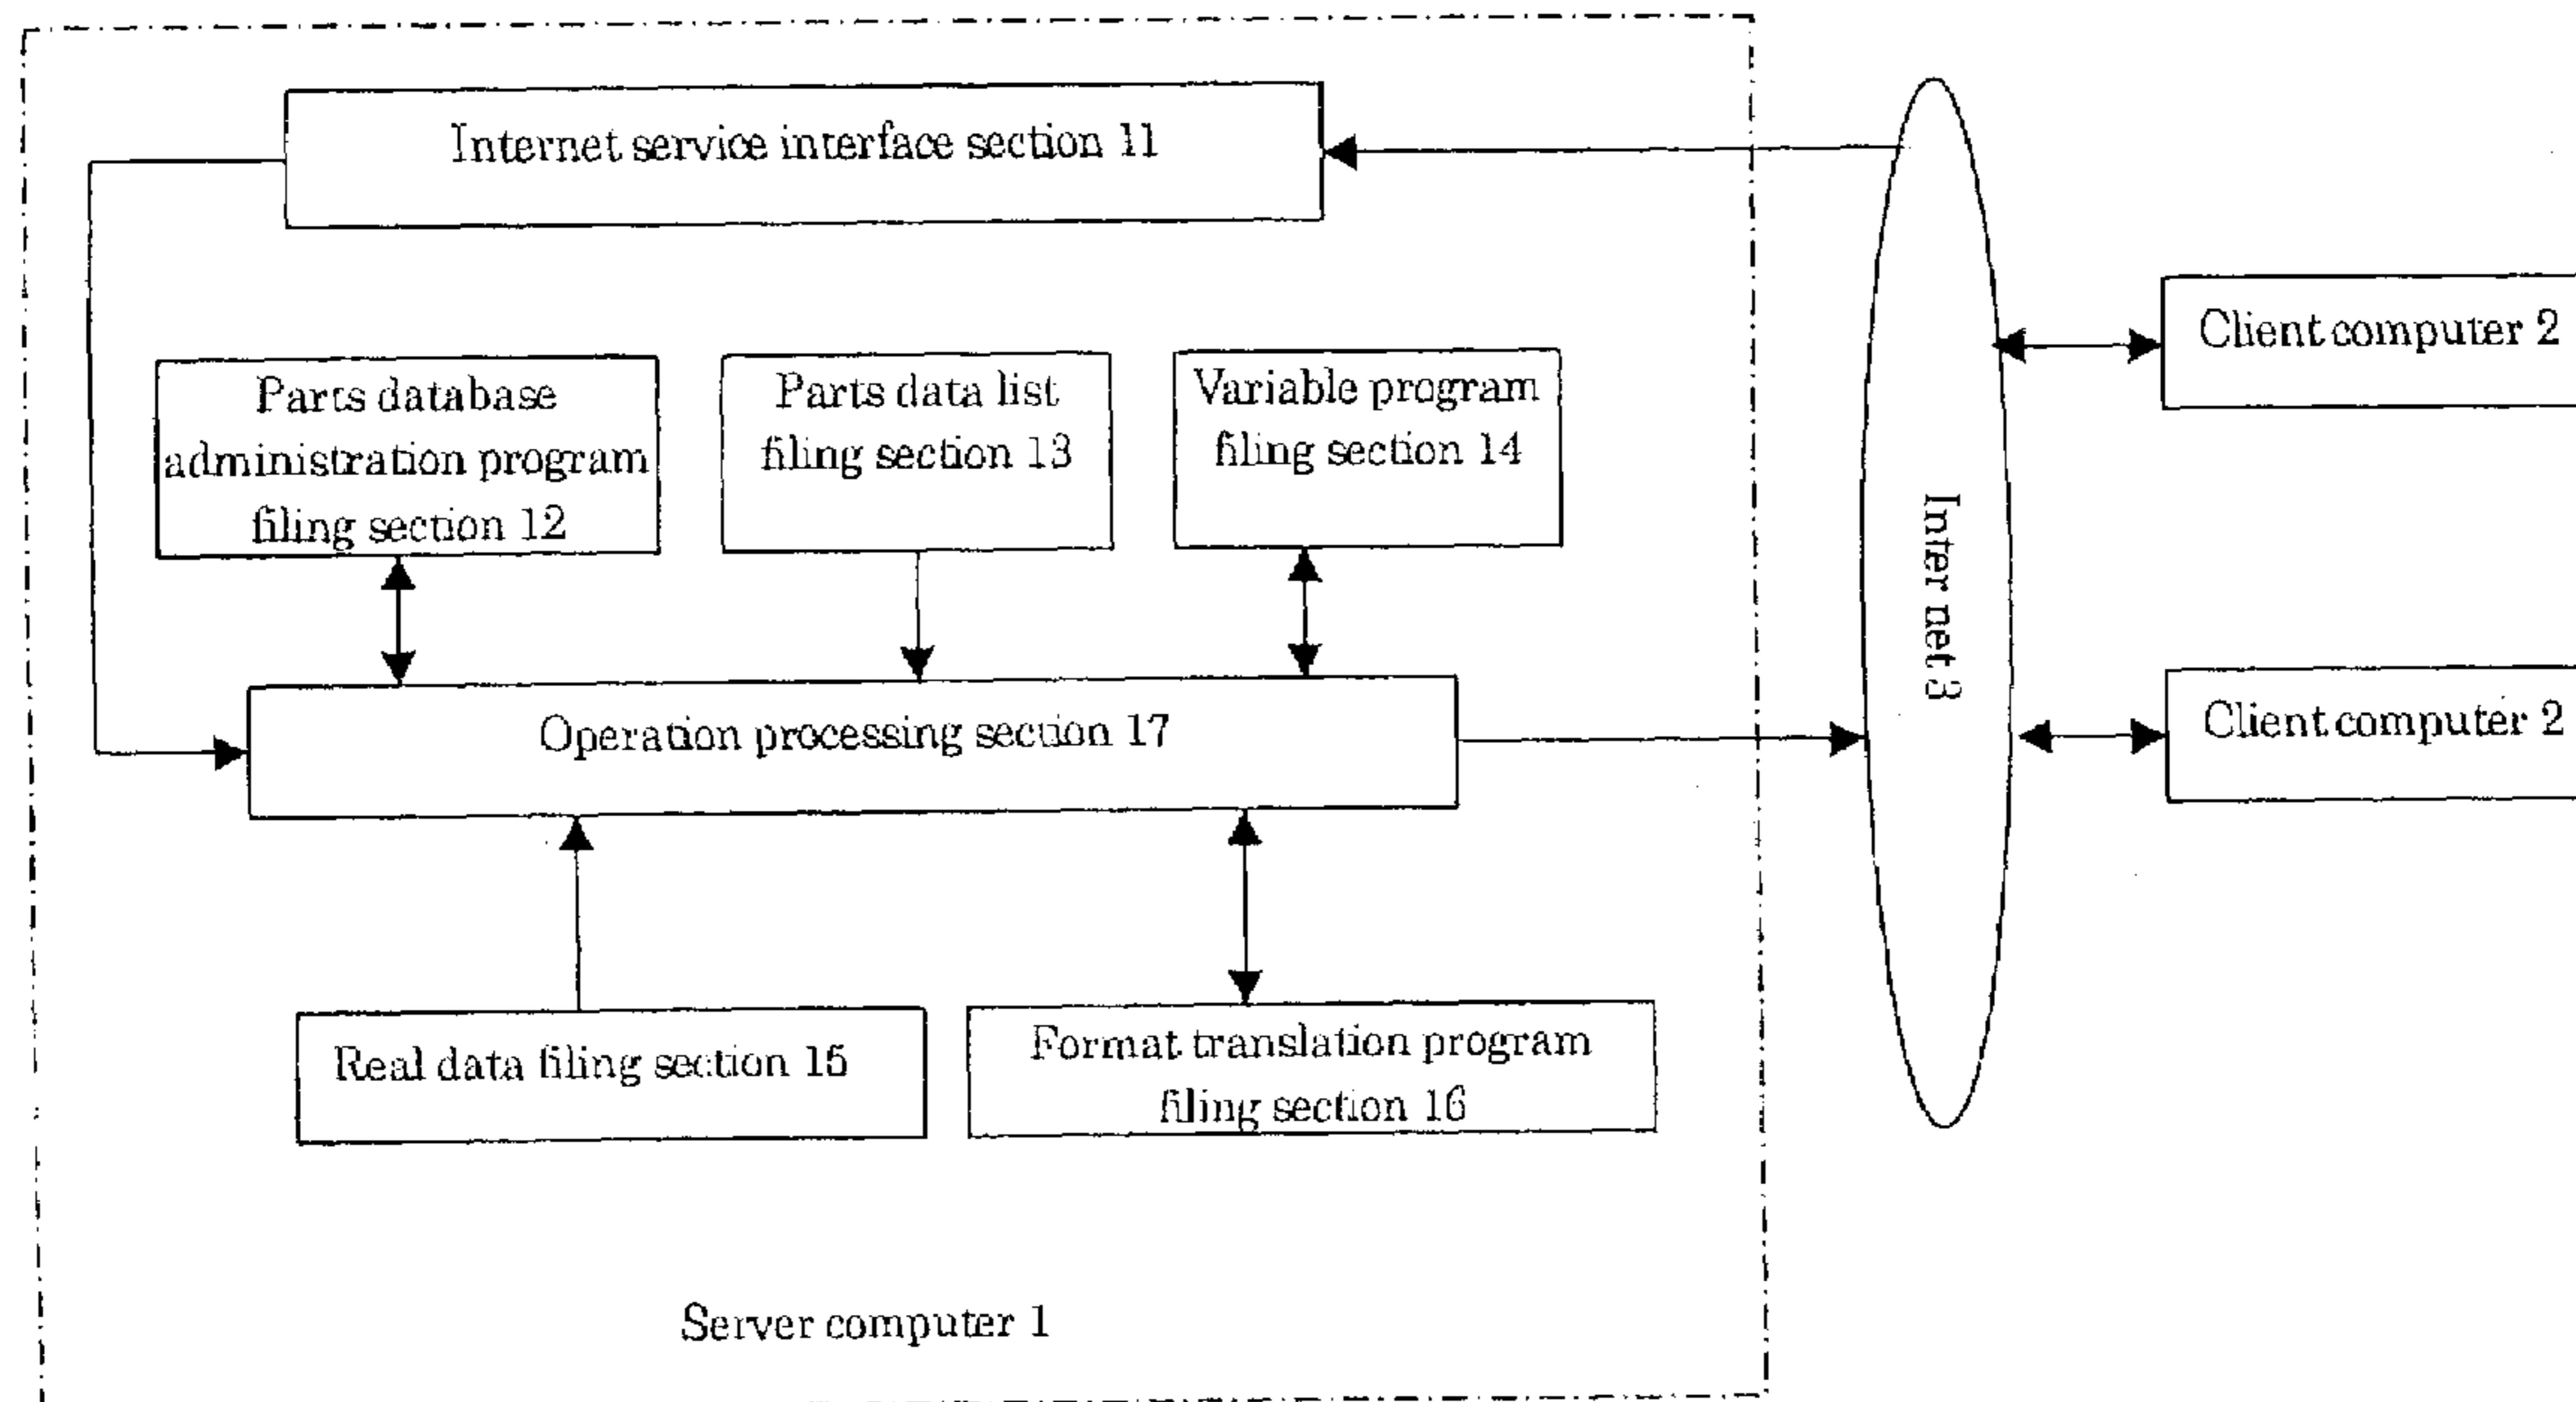 Internet service interface section 11
Parts database
administration program
filing section 12
Parts data list
filing section 13
Variable program
filing section 14
Client computer 2
Inter net 3
Operation processing section 17
Client computer 2
Real data filing section 15
Format translation program
filing section 16
Server computer 1